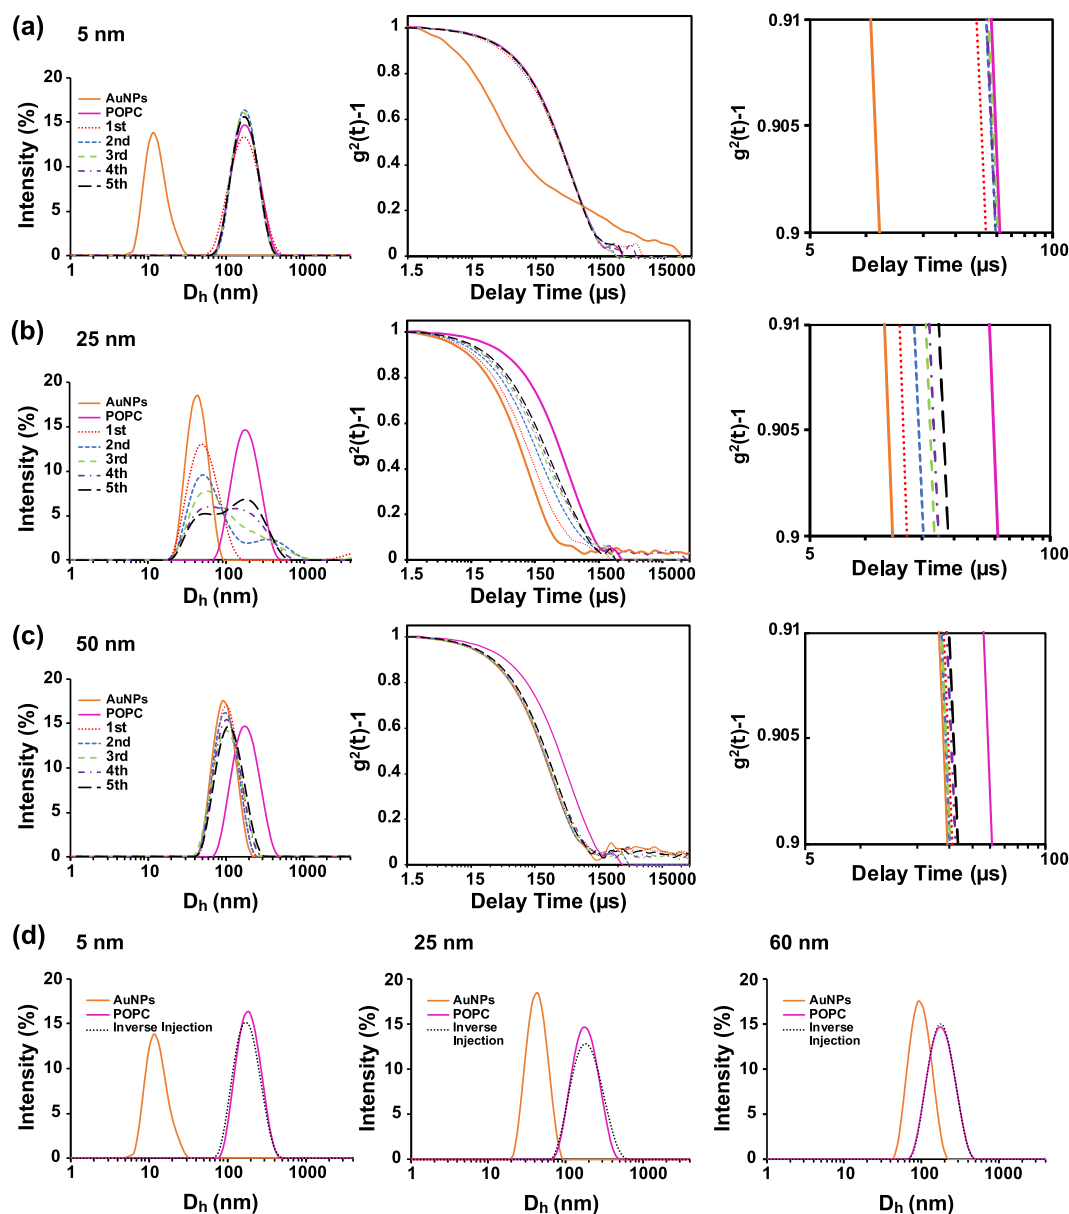 (a)
5 nm
Intensity (%)
20
15
10
5
0
AuNPs
POPC
1st
2nd
3rd
4th
5th
1 10 100 1000
Dh (nm)
g²(t)-1
1
0.8
0.6
0.4
0.2
0
1.5 15 150 1500 15000
Delay Time (µs)
g²(t)-1
0.91
0.905
0.9
5 100
Delay Time (µs)
(b)
25 nm
Intensity (%)
20
15
10
5
0
AuNPs
POPC
1st
2nd
3rd
4th
5th
1 10 100 1000
Dh (nm)
g²(t)-1
1
0.8
0.6
0.4
0.2
0
1.5 15 150 1500 15000
Delay Time (µs)
g²(t)-1
0.91
0.905
0.9
5 100
Delay Time (µs)
(c)
50 nm
Intensity (%)
20
15
10
5
0
AuNPs
POPC
1st
2nd
3rd
4th
5th
1 10 100 1000
Dh (nm)
g²(t)-1
1
0.8
0.6
0.4
0.2
0
1.5 15 150 1500 15000
Delay Time (µs)
g²(t)-1
0.91
0.905
0.9
5 100
Delay Time (µs)
(d)
5 nm
Intensity (%)
20
15
10
5
0
AuNPs
POPC
Inverse Injection
1 10 100 1000
Dh (nm)
25 nm
Intensity (%)
20
15
10
5
0
AuNPs
POPC
Inverse
Injection
1 10 100 1000
Dh (nm)
60 nm
Intensity (%)
20
15
10
5
0
AuNPs
POPC
Inverse
Injection
1 10 100 1000
Dh (nm)